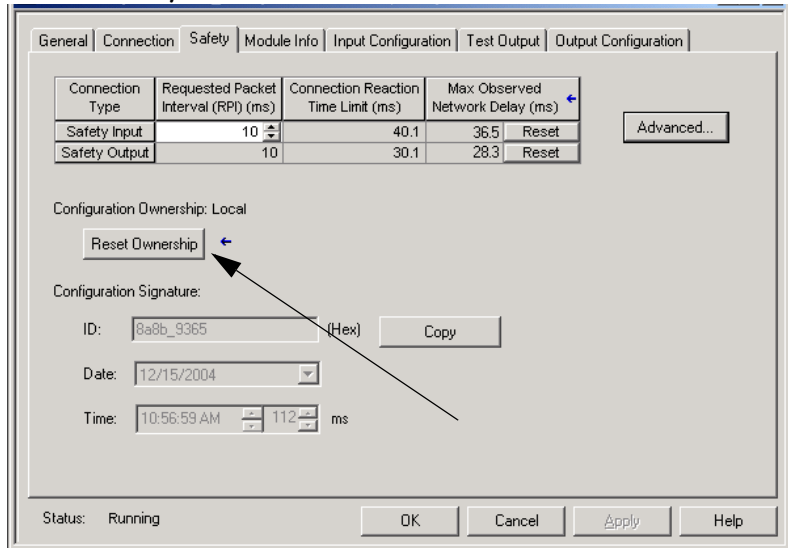 General Connection Safety Module Info Input Configuration Test Output Output Configuration
Connection Type Requested Packet Interval (RPI) (ms) Connection Reaction Time Limit (ms) Max Observed Network Delay (ms)
Safety Input 10 40.1 36.5 Reset
Safety Output 10 30.1 28.3 Reset
Advanced...
Configuration Ownership: Local
Reset Ownership
Configuration Signature:
ID: 8a8b_9365 (Hex) Copy
Date: 12/15/2004
Time: 10:56:59 AM 112 ms
Status: Running OK Cancel Apply Help